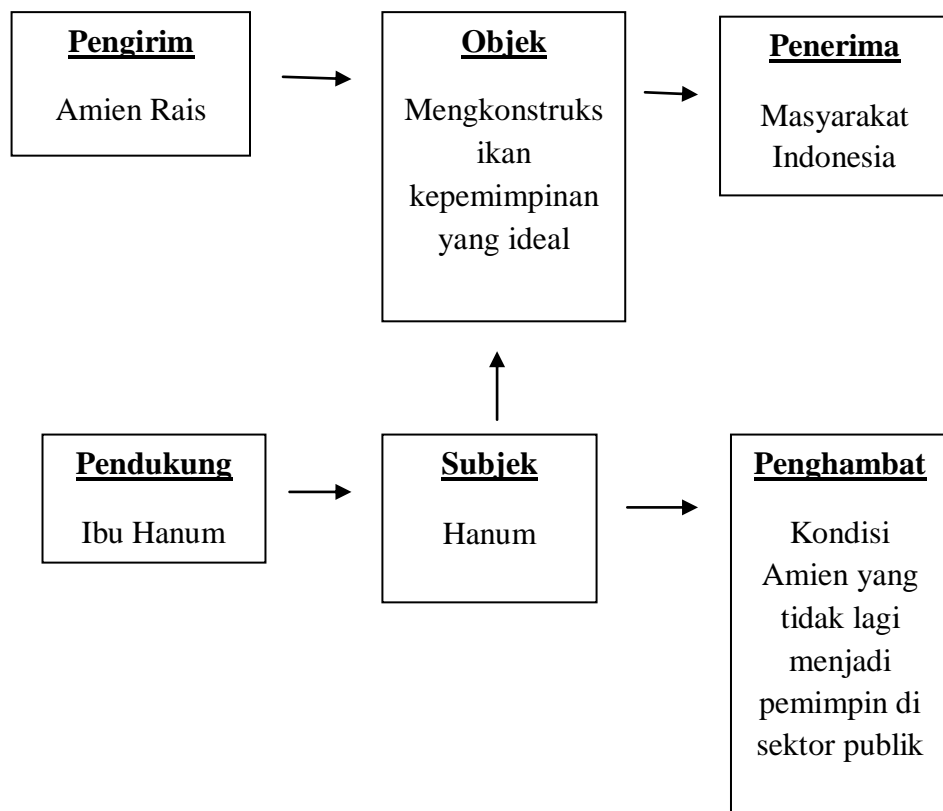 Pengirim
Amien Rais
Objek
Mengkonstruks
ikan
kepemimpinan
yang ideal
Penerima
Masyarakat
Indonesia
Pendukung
Ibu Hanum
Subjek
Hanum
Penghambat
Kondisi
Amien yang
tidak lagi
menjadi
pemimpin di
sektor publik